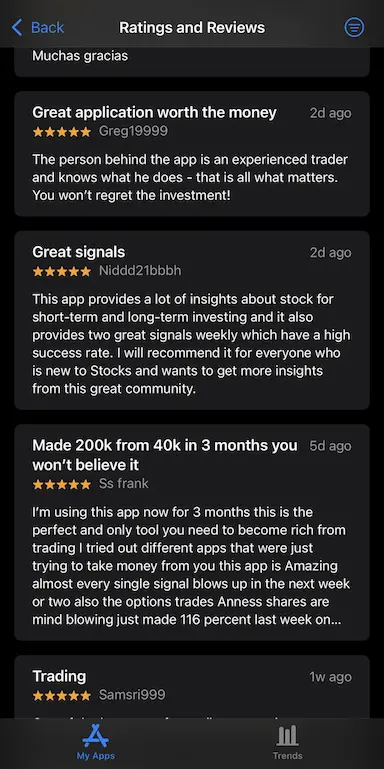 Back
Ratings and Reviews
Muchas gracias
Great application worth the money
2d ago
Greg19999
The person behind the app is an experienced trader
and knows what he does - that is all what matters.
You won't regret the investment!
Great signals
2d ago
Niddd21bbbh
This app provides a lot of insights about stock for
short-term and long-term investing and it also
provides two great signals weekly which have a high
success rate. I will recommend it for everyone who
is new to Stocks and wants to get more insights
from this great community.
Made 200k from 40k in 3 months you
5d ago
won't believe it
Ss frank
I'm using this app now for 3 months this is the
perfect and only tool you need to become rich from
trading I tried out different apps that were just
trying to take money from you this app is Amazing
almost every single signal blows up in the next week
or two also the options trades Anness shares are
mind blowing just made 116 percent last week on...
Trading
1w ago
Samsri999
My Apps
Trends